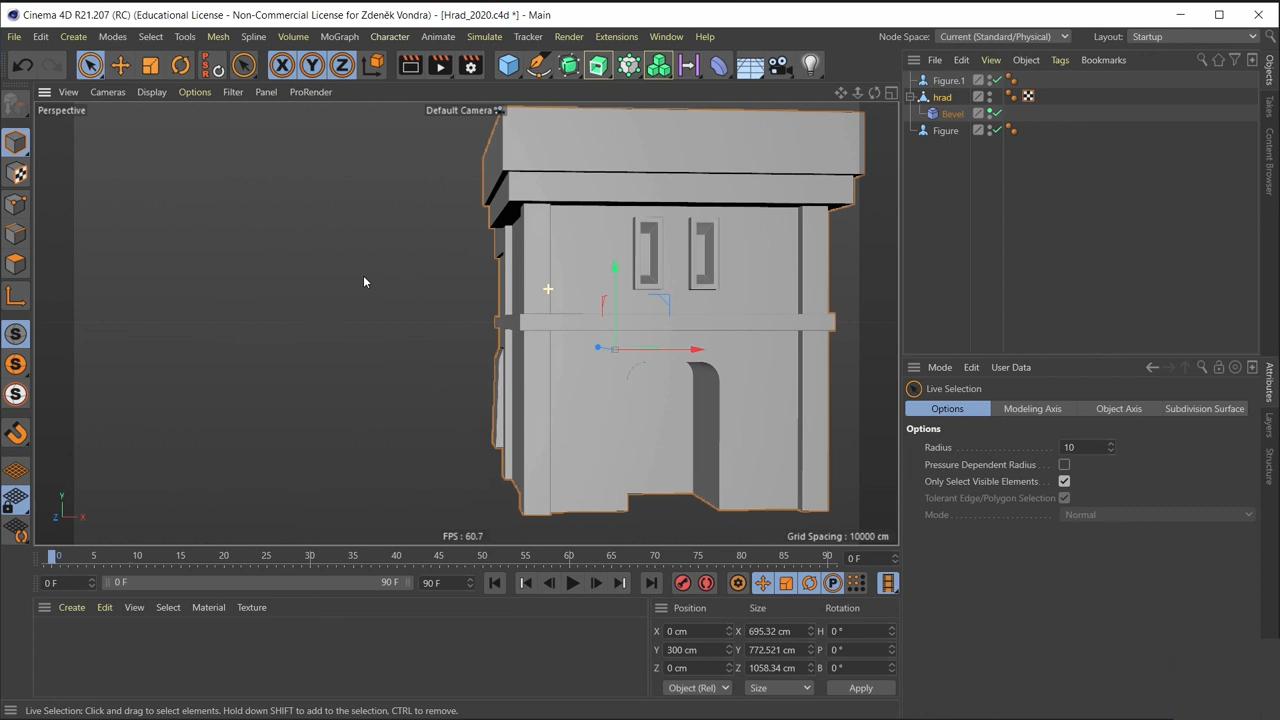 Cinema 4D R21.207 (RC) (Educational License - Non-Commercial License for Zdeněk Vondra) - [Hrad_2020.c4d *] - Main
File Edit Create Modes Select Tools Mesh Spline Volume MoGraph Character Animate Simulate Tracker Render Extensions Window Help Node Space: Current (Standard/Physical) Layout: Startup
PSR 0 X Y Z
File Edit View Object Tags Bookmarks
View Cameras Display Options Filter Panel ProRender
Perspective Default Camera
Figure.1
hrad
Bevel
Figure
Objects
Takes
Content Browser
Mode Edit User Data
Live Selection
Options Modeling Axis Object Axis Subdivision Surface
Options
Radius 10
Pressure Dependent Radius
Only Select Visible Elements
Tolerant Edge/Polygon Selection
Mode Normal
Attributes
Layers
Structure
S
S
S
Y
Z X
FPS : 60.7 Grid Spacing : 10000 cm
0 5 10 15 20 25 30 35 40 45 50 55 60 65 70 75 80 85 90 0 F
0 F 0 F 90 F 90 F P
Create Edit View Select Material Texture
Position Size Rotation
X 0 cm X 695.32 cm H 0 °
Y 300 cm Y 772.521 cm P 0 °
Z 0 cm Z 1058.34 cm B 0 °
Object (Rel) Size Apply
Live Selection: Click and drag to select elements. Hold down SHIFT to add to the selection, CTRL to remove.